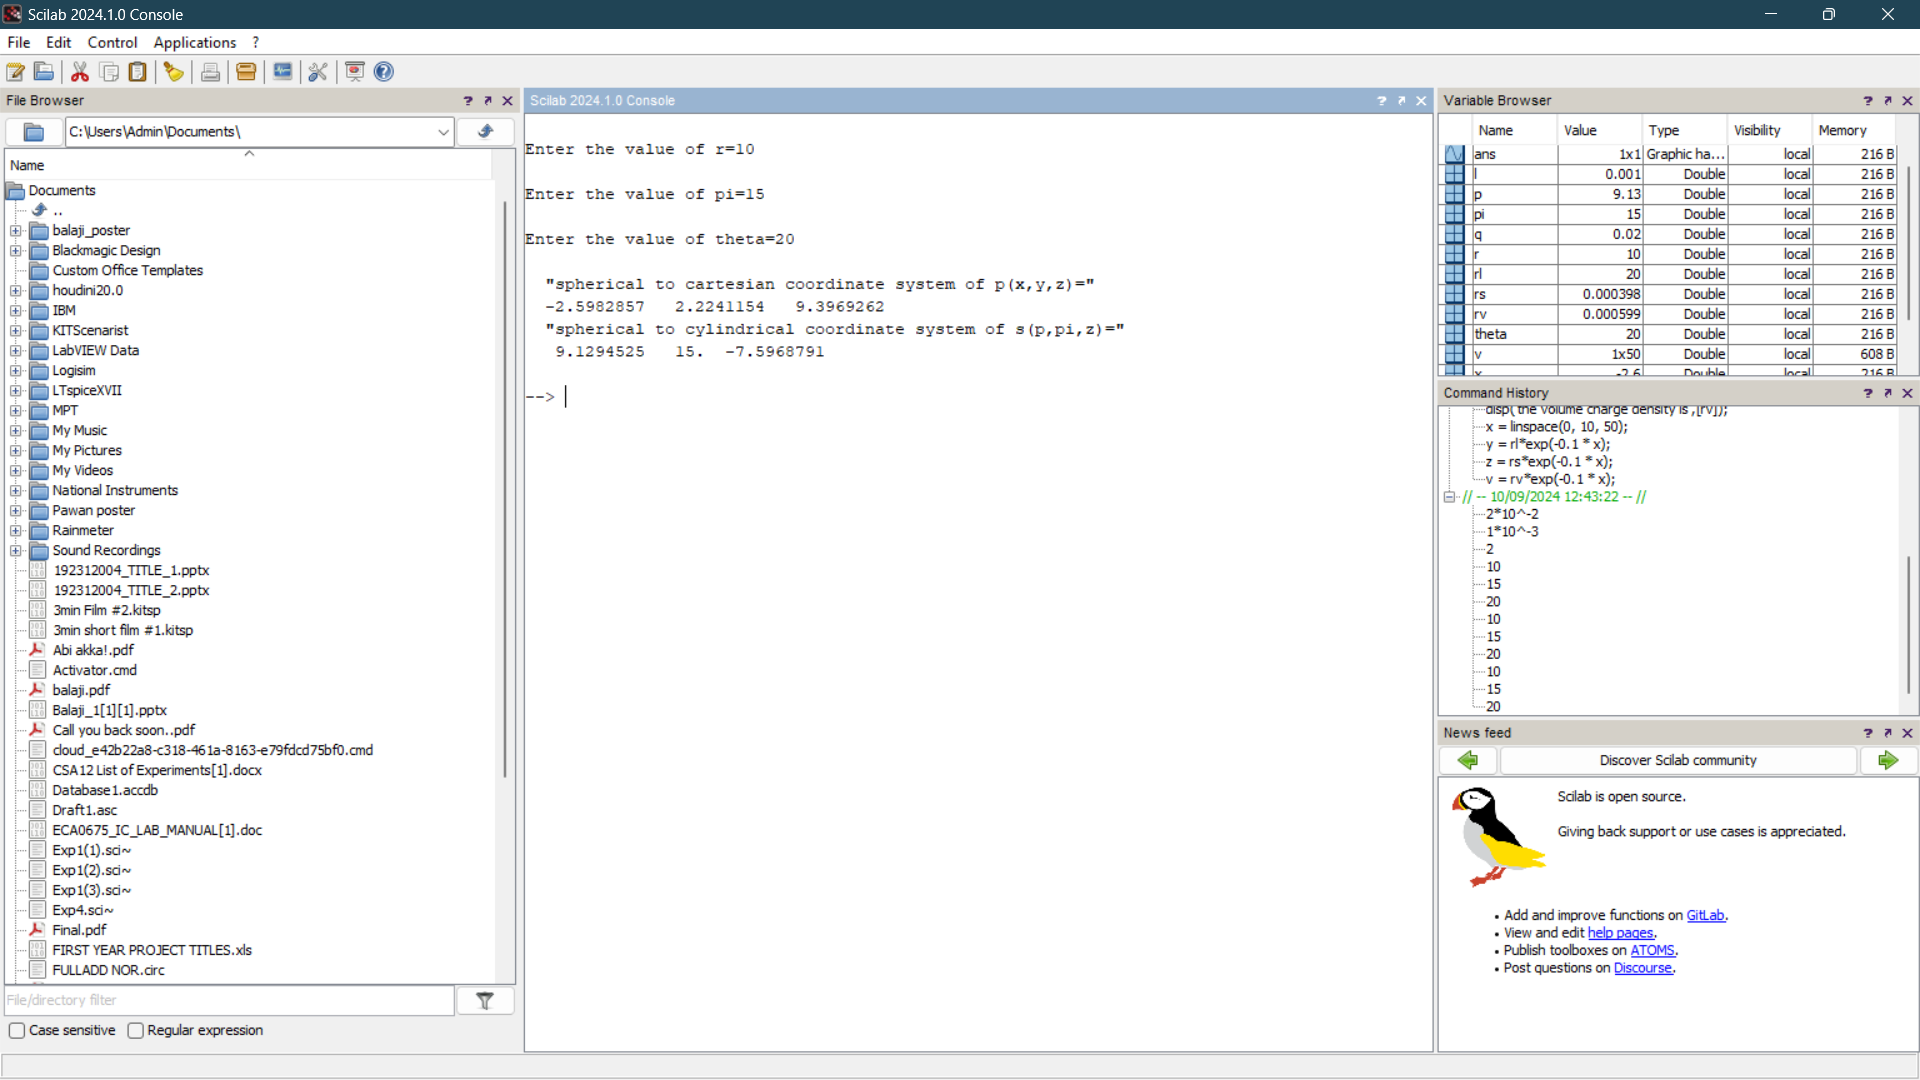 Scilab 2024.1.0 Console
File Edit Control Applications ?
File Browser
C:\Users\Admin\Documents\
Name
Documents
..
balaji_poster
Blackmagic Design
Custom Office Templates
houdini20.0
IBM
KITScenarist
LabVIEW Data
Logisim
LTspiceXVII
MPT
My Music
My Pictures
My Videos
National Instruments
Pawan poster
Rainmeter
Sound Recordings
192312004_TITLE_1.pptx
192312004_TITLE_2.pptx
3min Film #2.kitsp
3min short film #1.kitsp
Abi akka!.pdf
Activator.cmd
balaji.pdf
Balaji_1[1][1].pptx
Call you back soon..pdf
cloud_e42b22a8-c318-461a-8163-e79fdcd75bf0.cmd
CSA12 List of Experiments[1].docx
Database1.accdb
Draft1.asc
ECA0675_IC_LAB_MANUAL[1].doc
Exp1(1).sci~
Exp1(2).sci~
Exp1(3).sci~
Exp4.sci~
Final.pdf
FIRST YEAR PROJECT TITLES.xls
FULLADD NOR.circ
File/directory filter
Case sensitive Regular expression
Scilab 2024.1.0 Console
Enter the value of r=10
Enter the value of pi=15
Enter the value of theta=20
"spherical to cartesian coordinate system of p(x,y,z)="
-2.5982857 2.2241154 9.3969262
"spherical to cylindrical coordinate system of s(p,pi,z)="
9.1294525 15. -7.5968791
-->
Variable Browser
Name Value Type Visibility Memory
ans 1x1 Graphic ha... local 216 B
l 0.001 Double local 216 B
p 9.13 Double local 216 B
pi 15 Double local 216 B
q 0.02 Double local 216 B
r 10 Double local 216 B
rl 20 Double local 216 B
rs 0.000398 Double local 216 B
rv 0.000599 Double local 216 B
theta 20 Double local 216 B
v 1x50 Double local 608 B
x -2.6 Double local 216 B
Command History
disp('the volume charge density is',[rv]);
x = linspace(0, 10, 50);
y = rl*exp(-0.1 * x);
z = rs*exp(-0.1 * x);
v = rv*exp(-0.1 * x);
// -- 10/09/2024 12:43:22 -- //
2*10^-2
1*10^-3
2
10
15
20
10
15
20
10
15
20
News feed
Discover Scilab community
Scilab is open source.
Giving back support or use cases is appreciated.
• Add and improve functions on GitLab.
• View and edit help pages.
• Publish toolboxes on ATOMS.
• Post questions on Discourse.